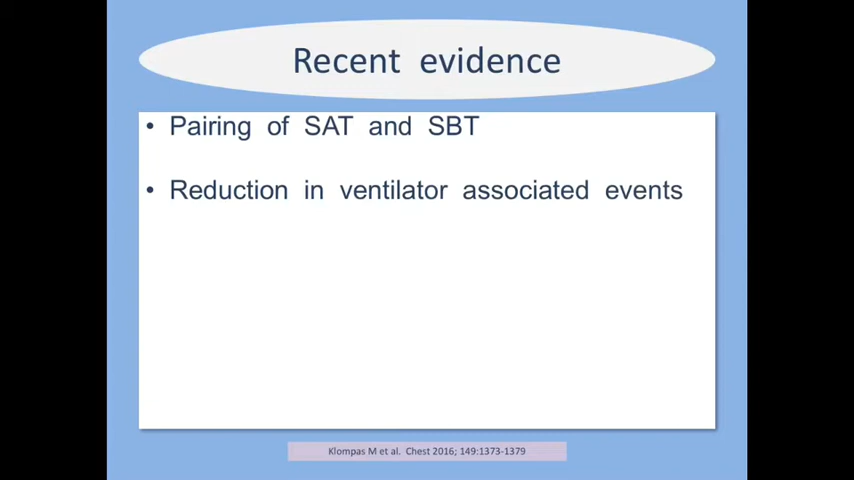 Recent evidence
• Pairing of SAT and SBT
• Reduction in ventilator associated events
Klompas M et al. Chest 2016; 149:1373-1379